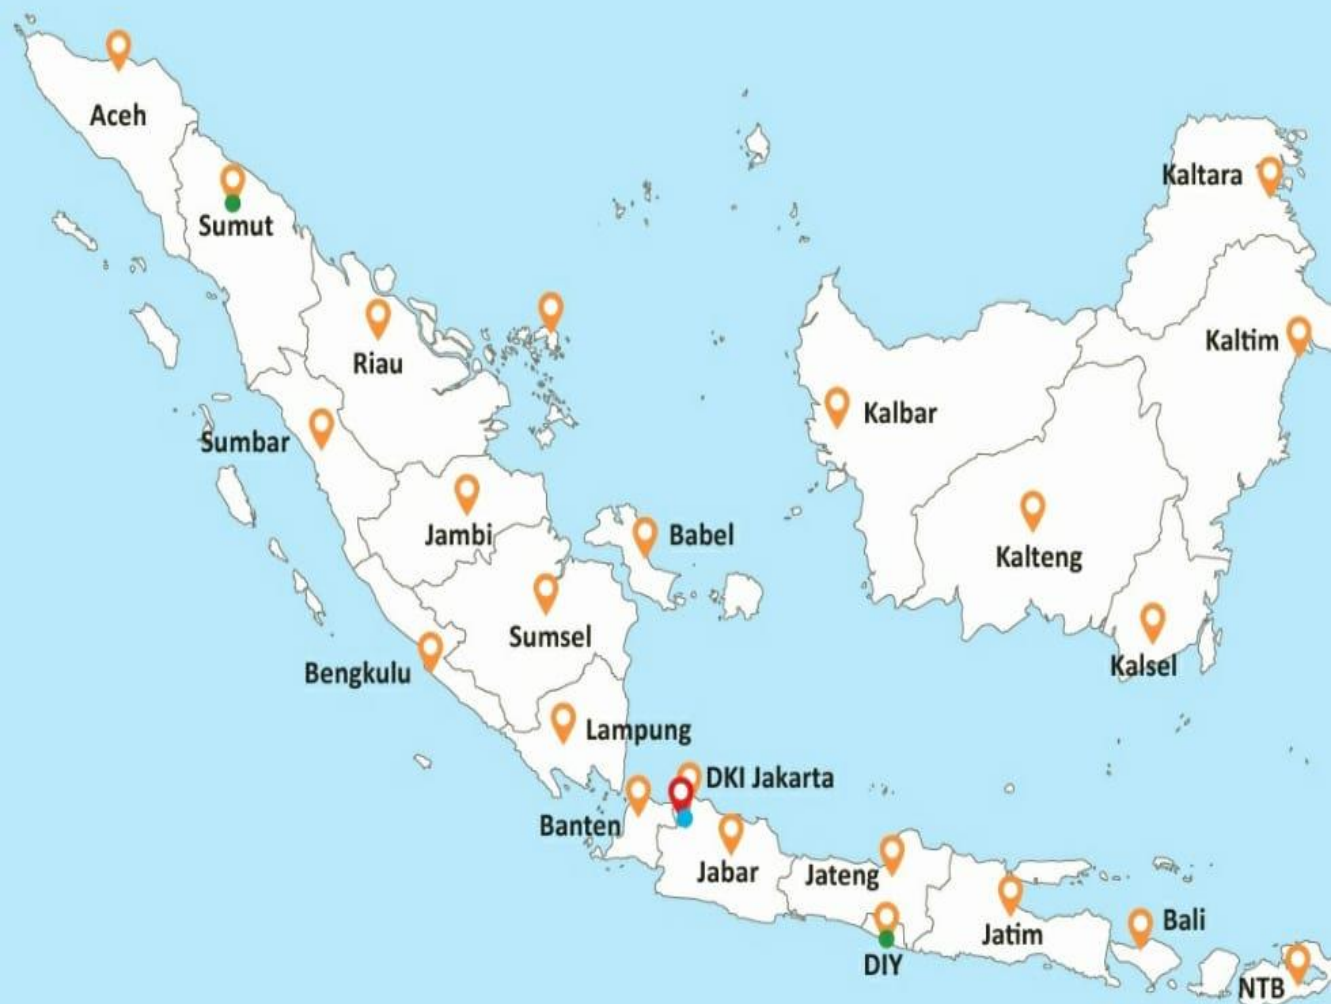 Aceh
Kaltara
Sumut
Kaltim
Riau
Kalbar
Sumbar
Jambi
Babel
Kalteng
Sumsel
Kalsel
Bengkulu
Lampung
DKI Jakarta
Banten
Jabar
Jateng
Bali
Jatim
DIY
NTB